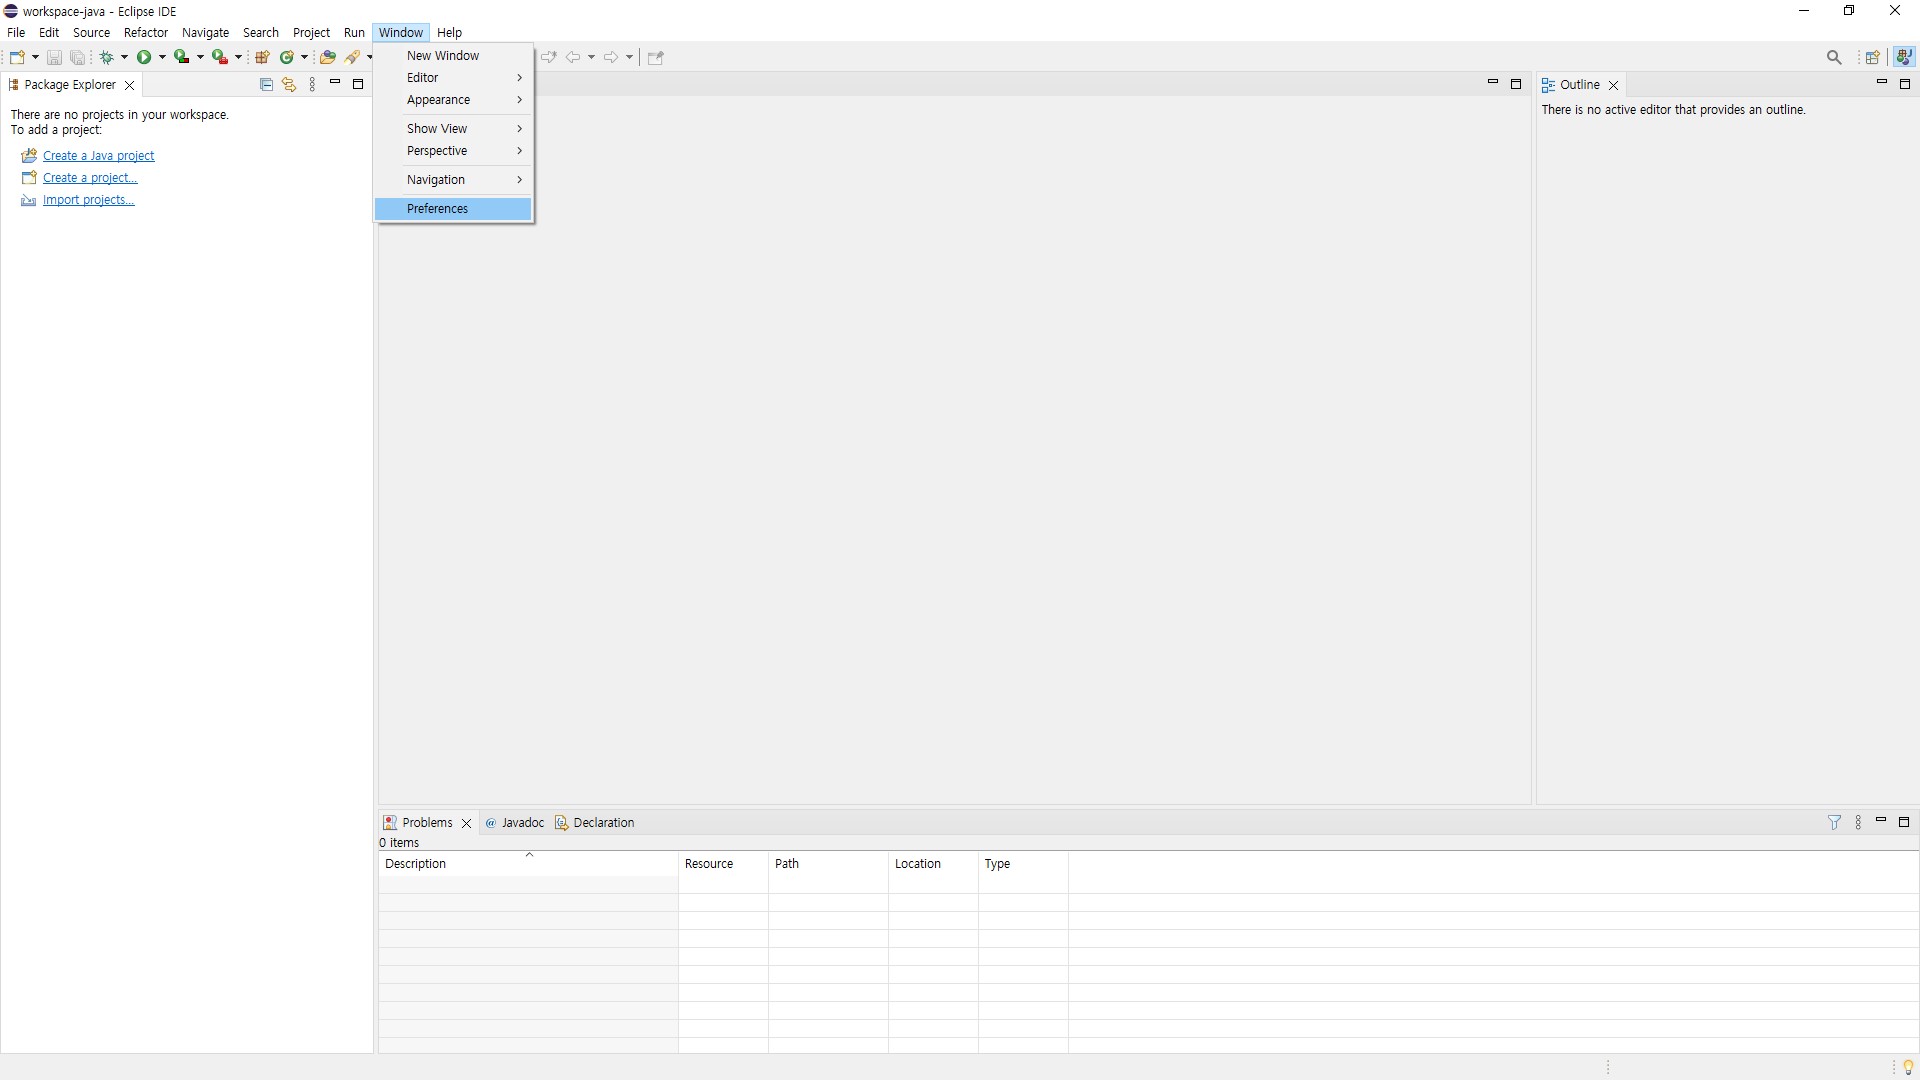 workspace-java - Eclipse IDE
File Edit Source Refactor Navigate Search Project Run Window Help
New Window
Editor
Appearance
Show View
Perspective
Navigation
Preferences
Package Explorer
There are no projects in your workspace.
To add a project:
Create a Java project
Create a project...
Import projects...
Outline
There is no active editor that provides an outline.
Problems @ Javadoc Declaration
0 items
Description Resource Path Location Type